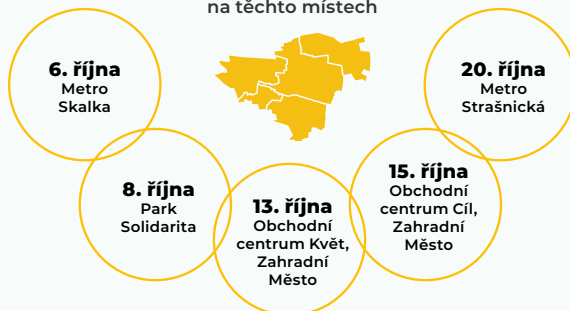 na těchto místech
6. října
Metro
Skalka
8. října
Park
Solidarita
13. října
Obchodní
centrum Květ,
Zahradní
Město
15. října
Obchodní
centrum Cíl,
Zahradní
Město
20. října
Metro
Strašnická